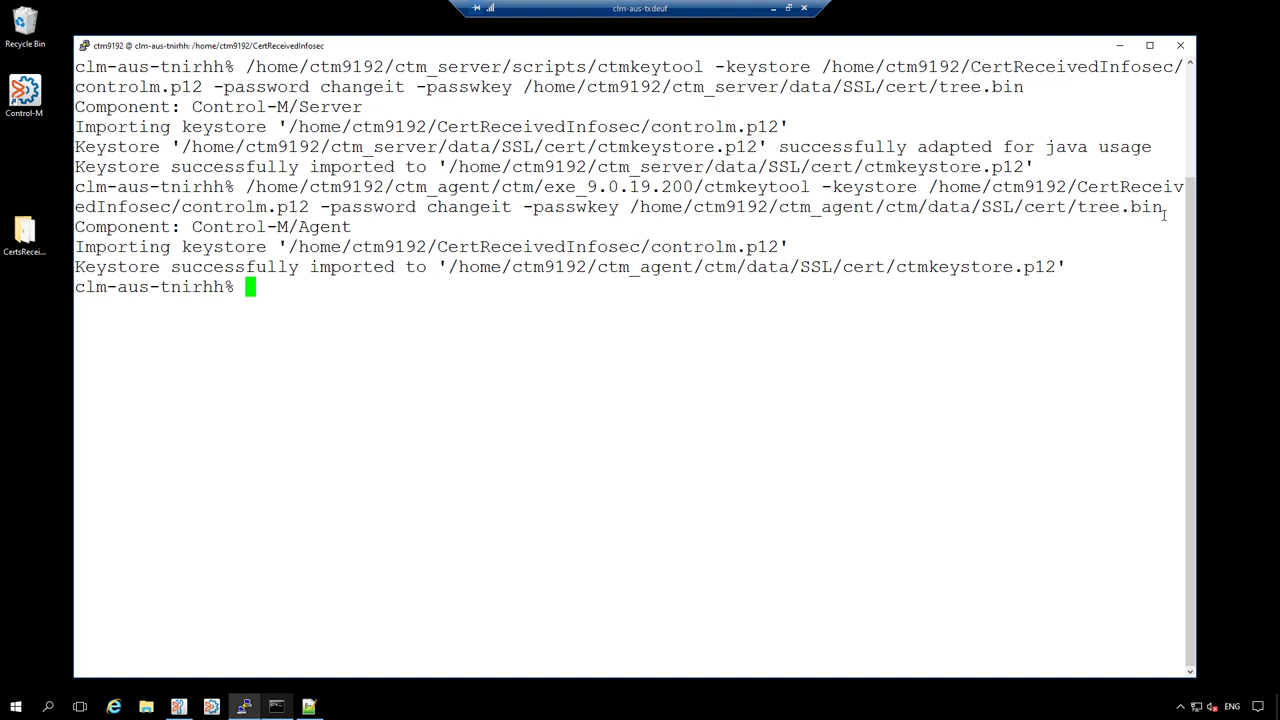 clm-aus-txdeuf
Recycle Bin
Control-M
CertsRecei...
ctm9192 @ clm-aus-tnirhh: /home/ctm9192/CertReceivedInfosec
clm-aus-tnirhh% /home/ctm9192/ctm_server/scripts/ctmkeytool -keystore /home/ctm9192/CertReceivedInfosec/
controlm.p12 -password changeit -passwkey /home/ctm9192/ctm_server/data/SSL/cert/tree.bin
Component: Control-M/Server
Importing keystore '/home/ctm9192/CertReceivedInfosec/controlm.p12'
Keystore '/home/ctm9192/ctm_server/data/SSL/cert/ctmkeystore.p12' successfully adapted for java usage
Keystore successfully imported to '/home/ctm9192/ctm_server/data/SSL/cert/ctmkeystore.p12'
clm-aus-tnirhh% /home/ctm9192/ctm_agent/ctm/exe_9.0.19.200/ctmkeytool -keystore /home/ctm9192/CertReceiv
edInfosec/controlm.p12 -password changeit -passwkey /home/ctm9192/ctm_agent/ctm/data/SSL/cert/tree.bin
Component: Control-M/Agent
Importing keystore '/home/ctm9192/CertReceivedInfosec/controlm.p12'
Keystore successfully imported to '/home/ctm9192/ctm_agent/ctm/data/SSL/cert/ctmkeystore.p12'
clm-aus-tnirhh%
ENG